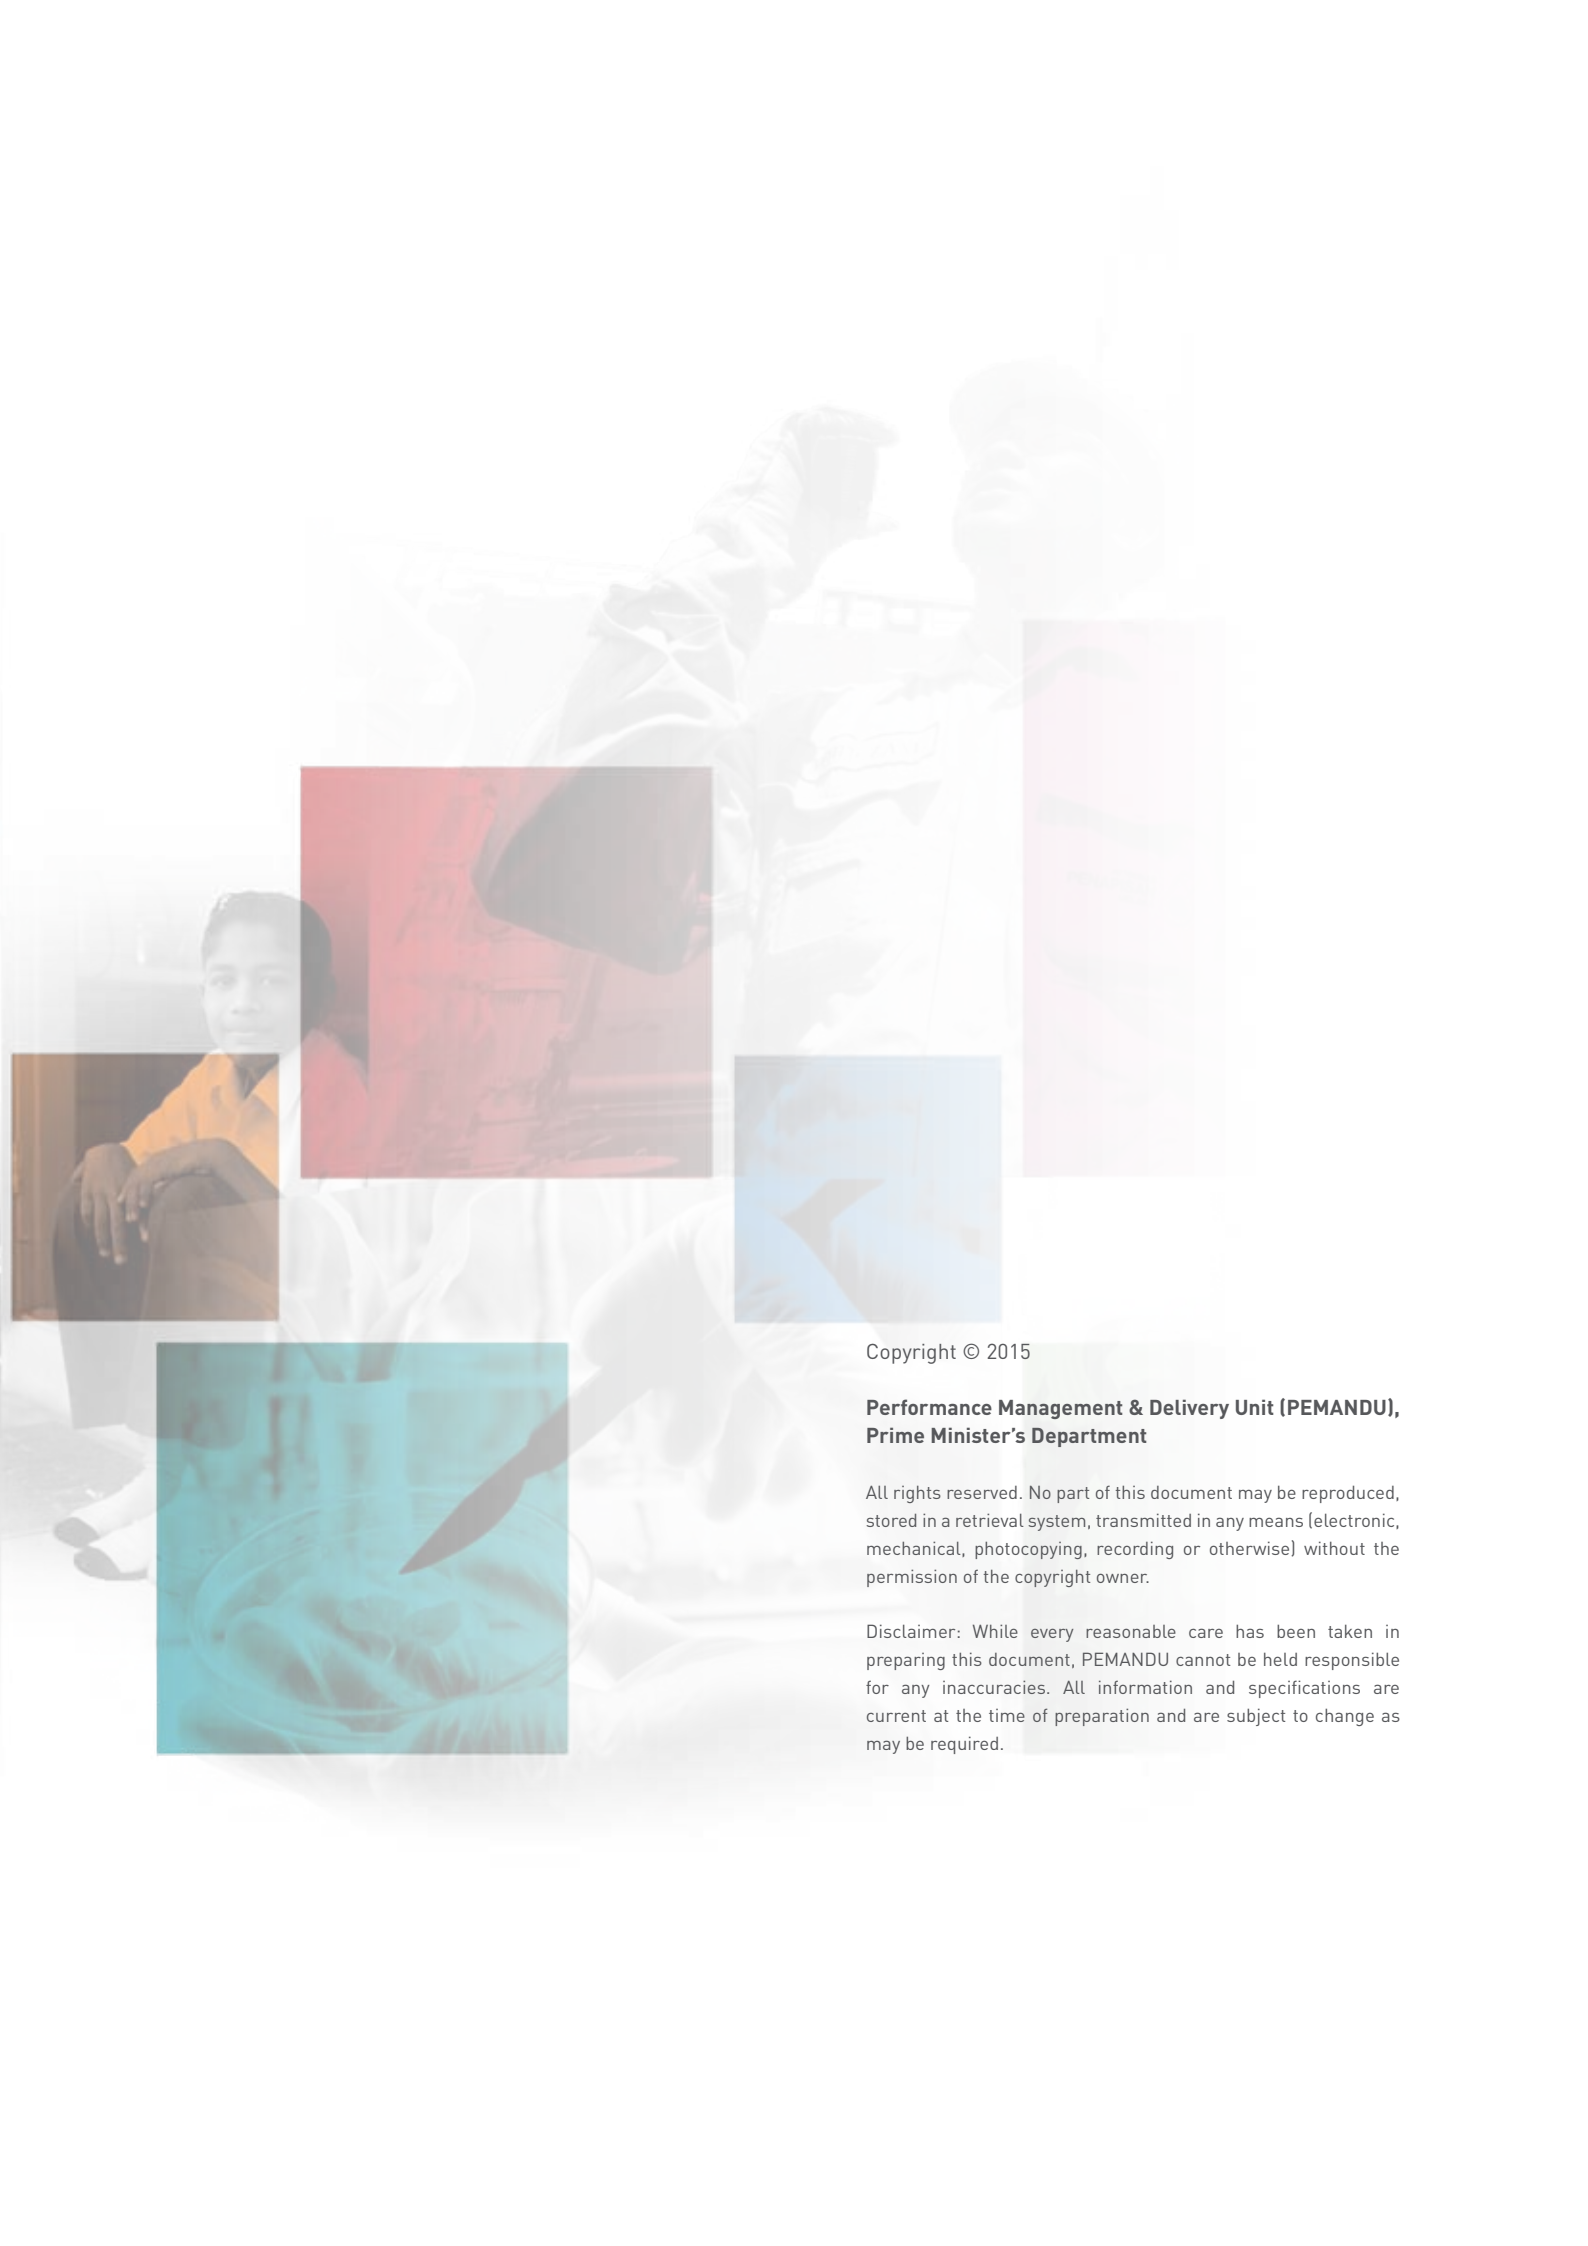 Copyright © 2015
Performance Management & Delivery Unit (PEMANDU),
Prime Minister’s Department
All rights reserved. No part of this document may be reproduced,
stored in a retrieval system, transmitted in any means (electronic,
mechanical, photocopying, recording or otherwise) without the
permission of the copyright owner.
Disclaimer: While every reasonable care has been taken in
preparing this document, PEMANDU cannot be held responsible
for any inaccuracies. All information and specifications are
current at the time of preparation and are subject to change as
may be required.